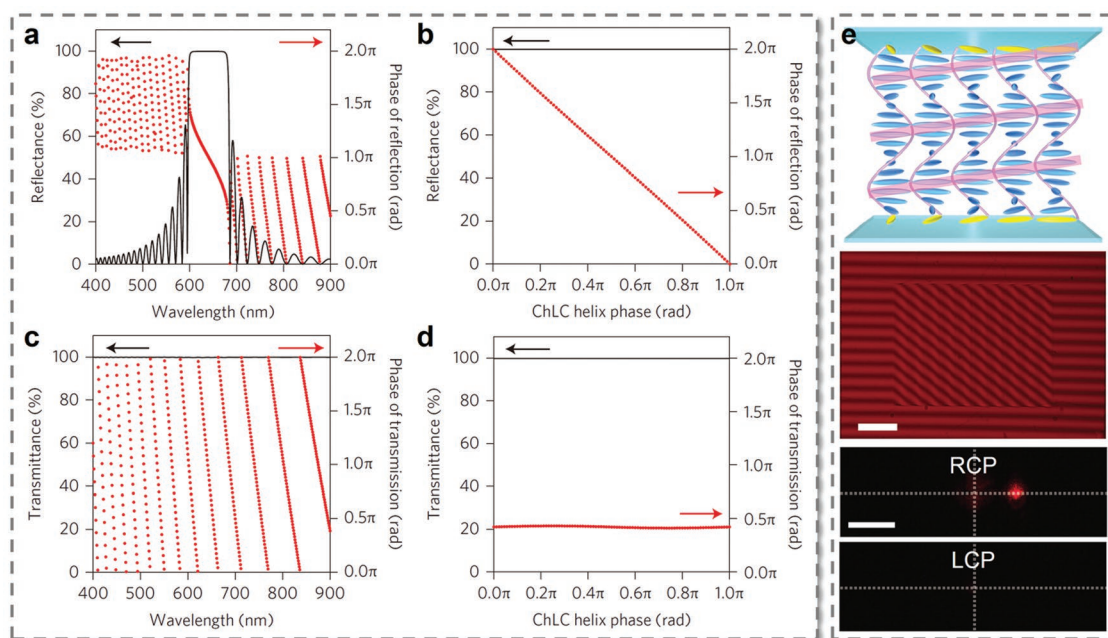 a
100
80
60
40
20
0
Reflectance (%)
2.0π
1.5π
1.0π
0.5π
0.0π
Phase of reflection (rad)
400 500 600 700 800 900
Wavelength (nm)
b
100
80
60
40
20
0
Reflectance (%)
2.0π
1.5π
1.0π
0.5π
0.0π
Phase of reflection (rad)
0.0π 0.2π 0.4π 0.6π 0.8π 1.0π
ChLC helix phase (rad)
c
100
80
60
40
20
0
Transmittance (%)
2.0π
1.5π
1.0π
0.5π
0.0π
Phase of transmission (rad)
400 500 600 700 800 900
Wavelength (nm)
d
100
80
60
40
20
0
Transmittance (%)
2.0π
1.5π
1.0π
0.5π
0.0π
Phase of transmission (rad)
0.0π 0.2π 0.4π 0.6π 0.8π 1.0π
ChLC helix phase (rad)
e
RCP
LCP